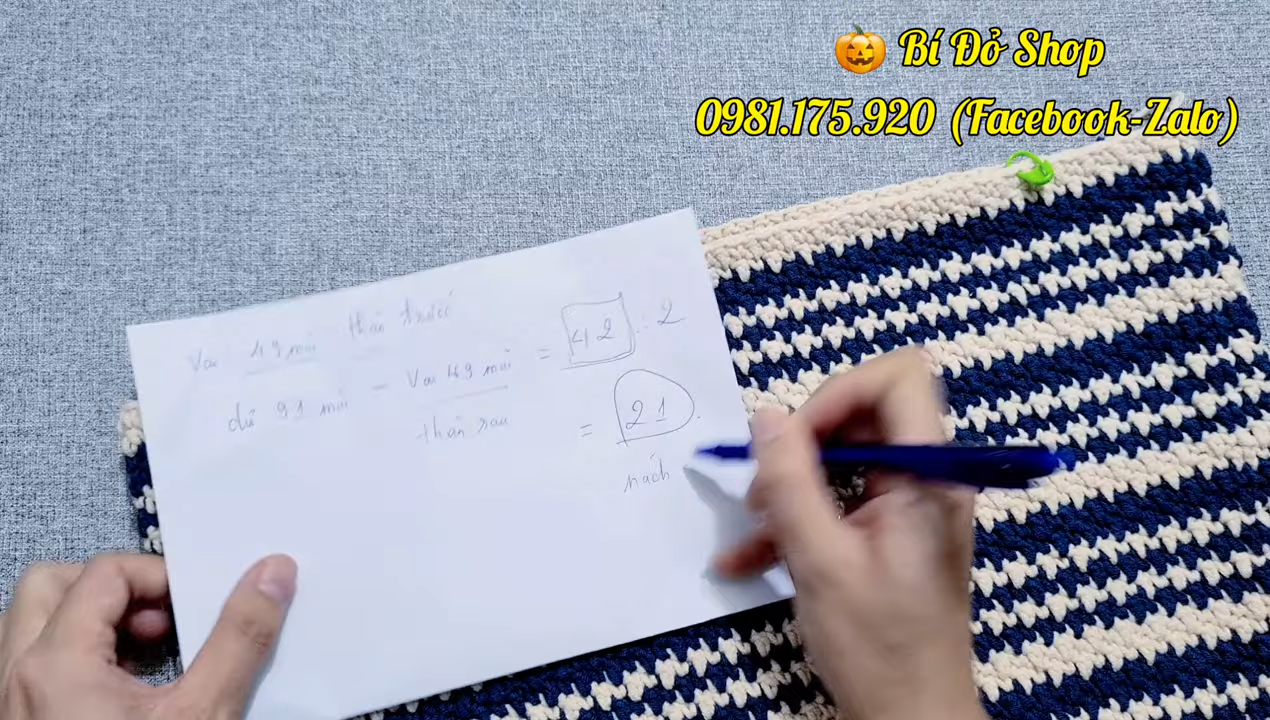 🎃 Bí Đỏ Shop
0981.175.920 (Facebook-Zalo)
Vai 49 mũi thân trước
dư 91 mũi - Vai 49 mũi = 42 : 2
thân sau = 21
nách